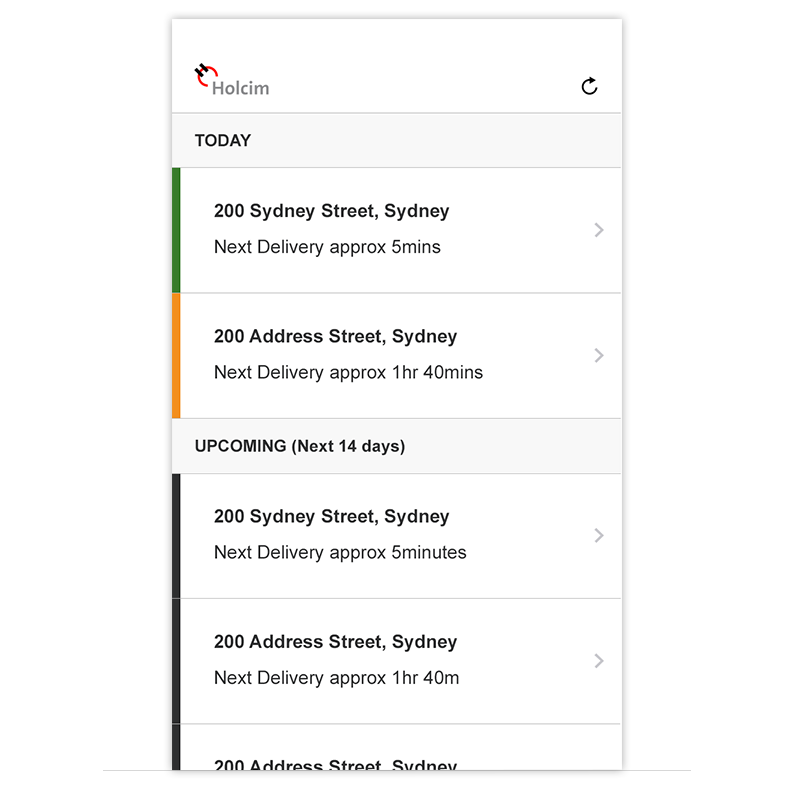 Holcim
TODAY
200 Sydney Street, Sydney
Next Delivery approx 5mins
200 Address Street, Sydney
Next Delivery approx 1hr 40mins
UPCOMING (Next 14 days)
200 Sydney Street, Sydney
Next Delivery approx 5minutes
200 Address Street, Sydney
Next Delivery approx 1hr 40m
200 Address Street, Sydney